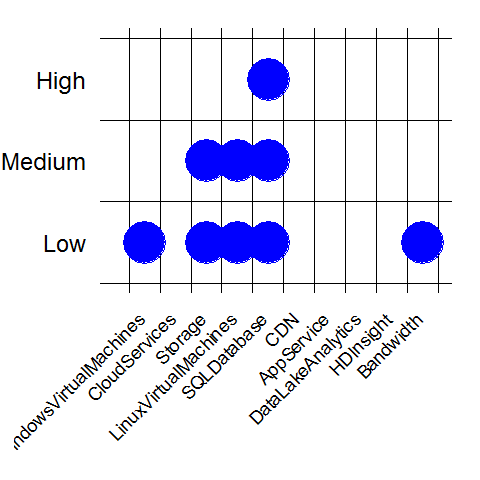 High
Medium
Low
ndowsVirtualMachines
CloudServices
Storage
LinuxVirtualMachines
SQLDatabase
CDN
AppService
DataLakeAnalytics
HDInsight
Bandwidth